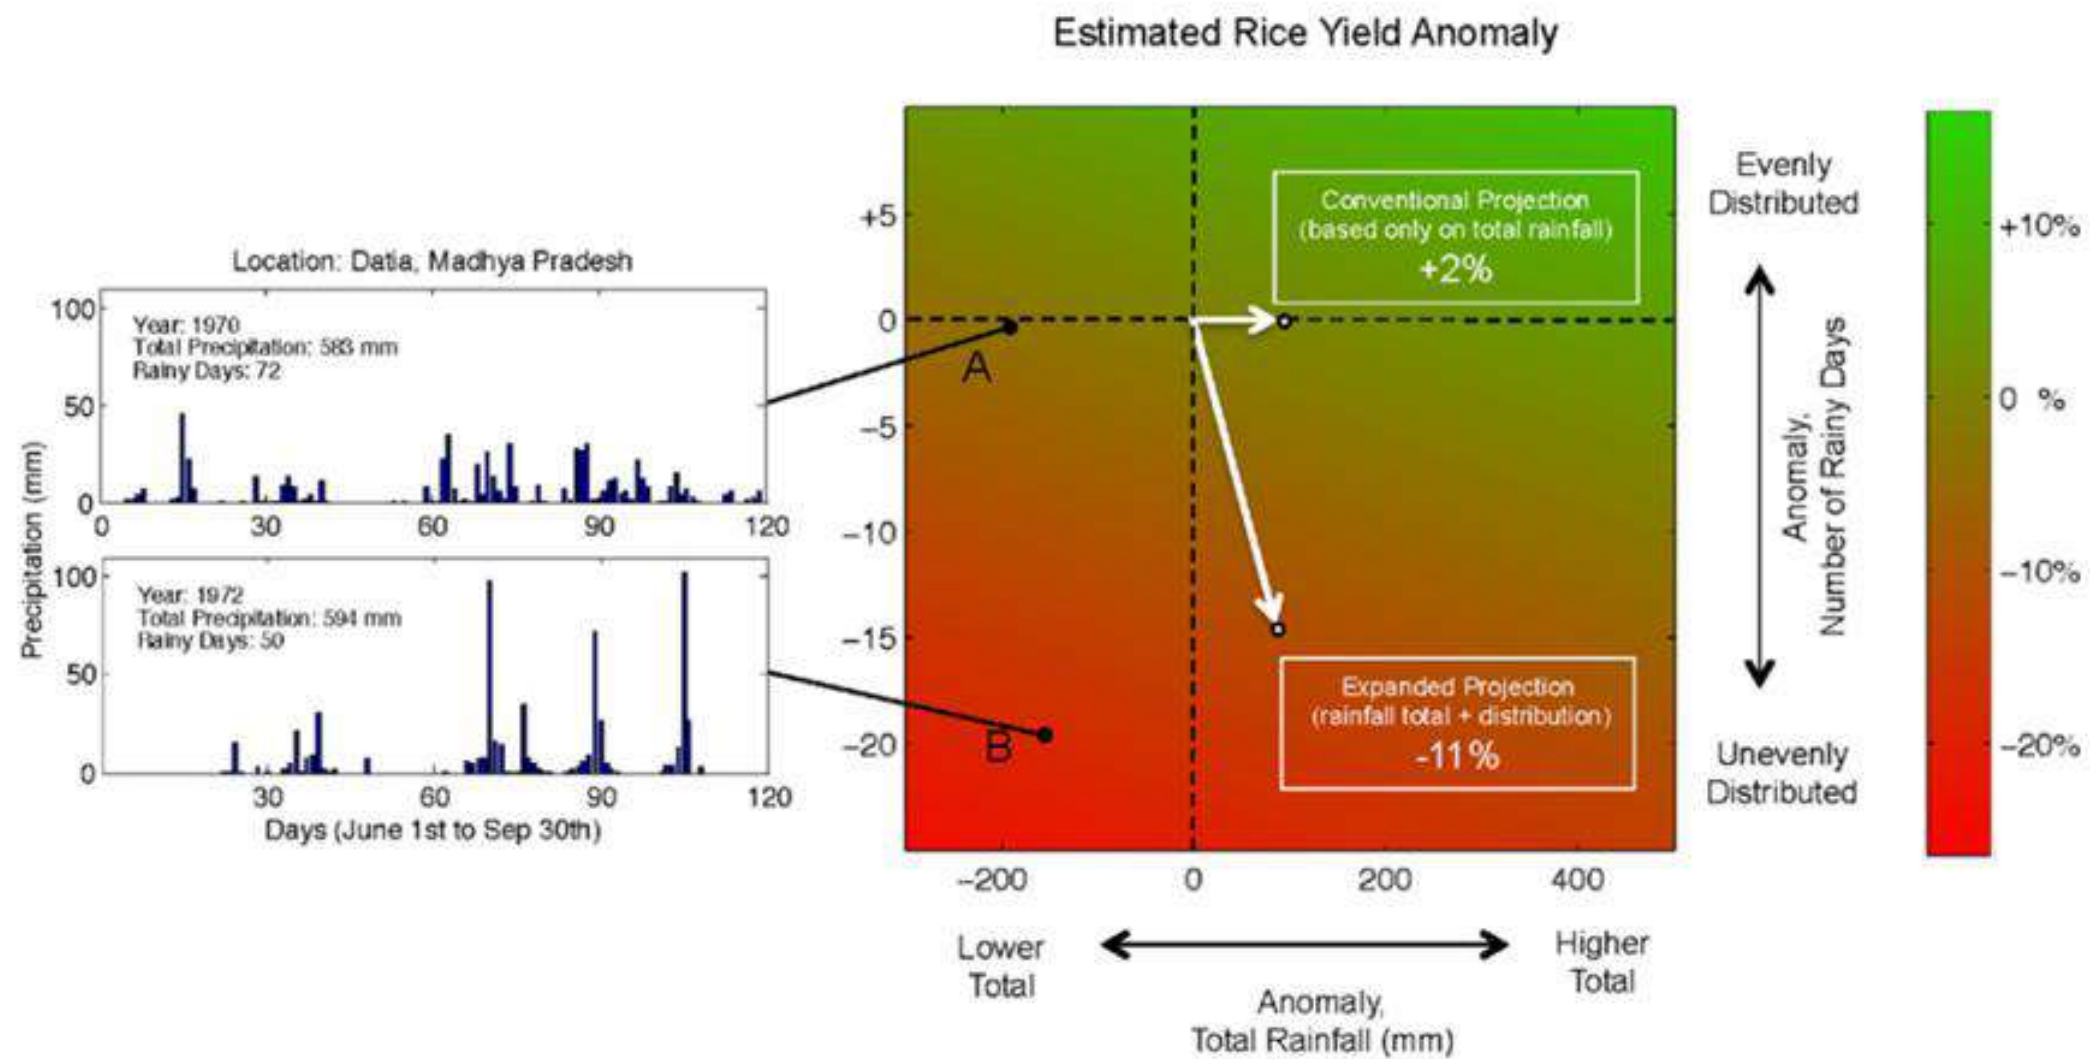 Estimated Rice Yield Anomaly
Location: Datia, Madhya Pradesh
Precipitation (mm)
100
50
0
Year: 1970
Total Precipitation: 583 mm
Rainy Days: 72
0
30
60
90
120
100
50
0
Year: 1972
Total Precipitation: 594 mm
Rainy Days: 50
30
60
90
120
Days (June 1st to Sep 30th)
+5
0
−5
−10
−15
−20
A
B
Conventional Projection
(based only on total rainfall)
+2%
Expanded Projection
(rainfall total + distribution)
-11%
−200
0
200
400
Lower
Total
Higher
Total
Anomaly,
Total Rainfall (mm)
Evenly
Distributed
Anomaly,
Number of Rainy Days
Unevenly
Distributed
+10%
0 %
−10%
−20%